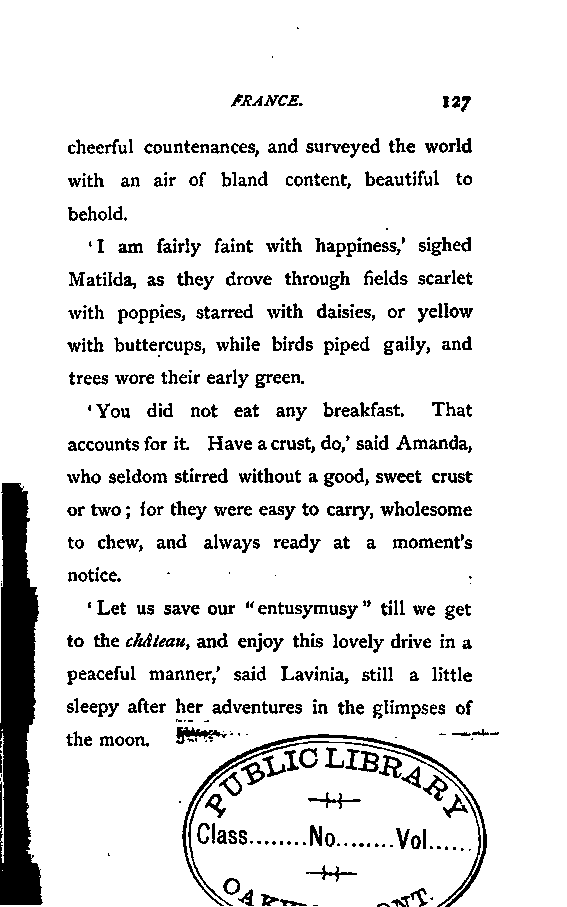 FRANCE. 127
cheerful countenances, and surveyed the world
with an air of bland content, beautiful to
behold.
‘I am fairly faint with happiness,’ sighed
Matilda, as they drove through fields scarlet
with poppies, starred with daisies, or yellow
with buttercups, while birds piped gaily, and
trees wore their early green.
‘You did not eat any breakfast. That
accounts for it. Have a crust, do,’ said Amanda,
who seldom stirred without a good, sweet crust
or two; for they were easy to carry, wholesome
to chew, and always ready at a moment's
notice.
‘Let us save our “entusymusy” till we get
to the château, and enjoy this lovely drive in a
peaceful manner,’ said Lavinia, still a little
sleepy after her adventures in the glimpses of
the moon.
PUBLIC LIBRARY
Class........No........Vol......